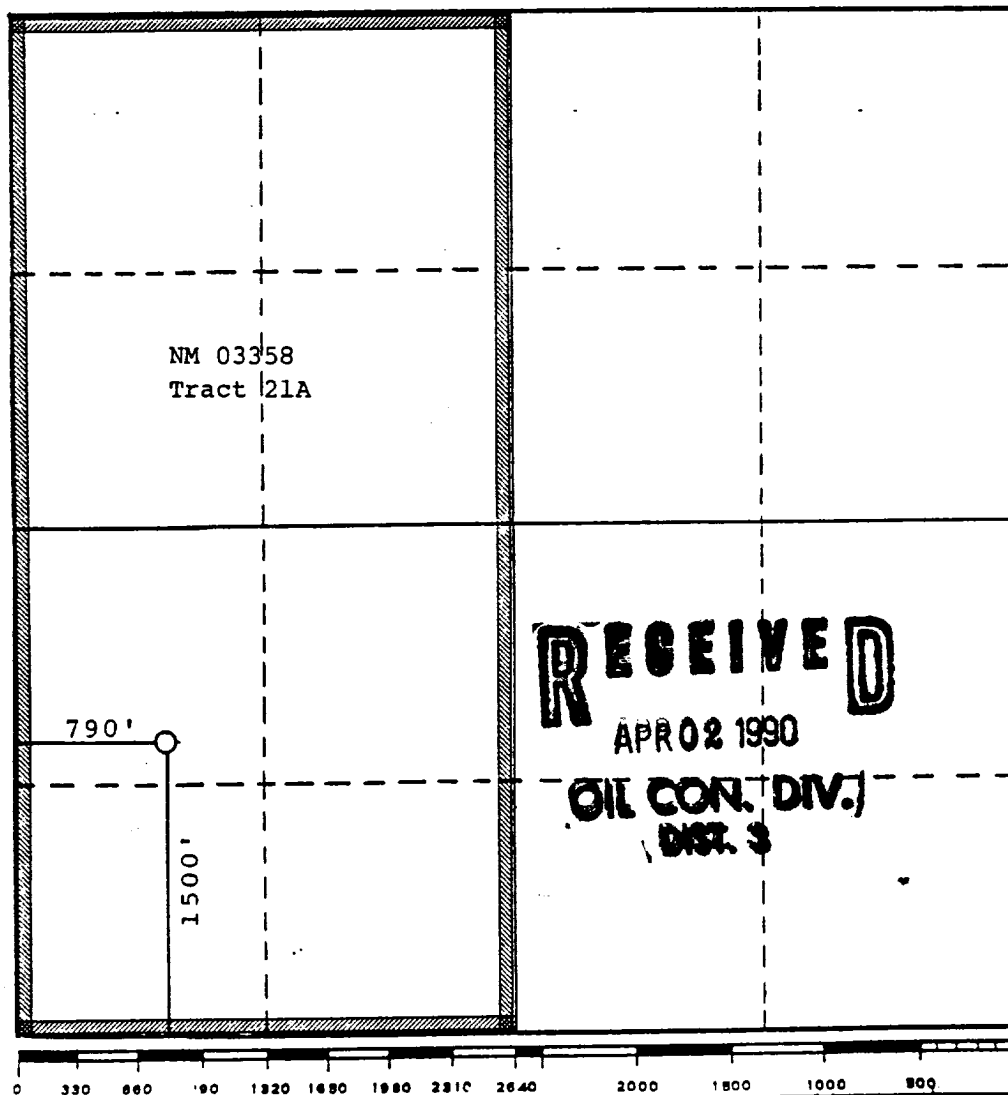 NM 03358
Tract 21A
RECEIVED
APR 02 1990
OIL CON. DIV.
DIST. 3
790'
1500'
0 330 660 '90 1320 1650 1980 2310 2640 2000 1500 1000 500